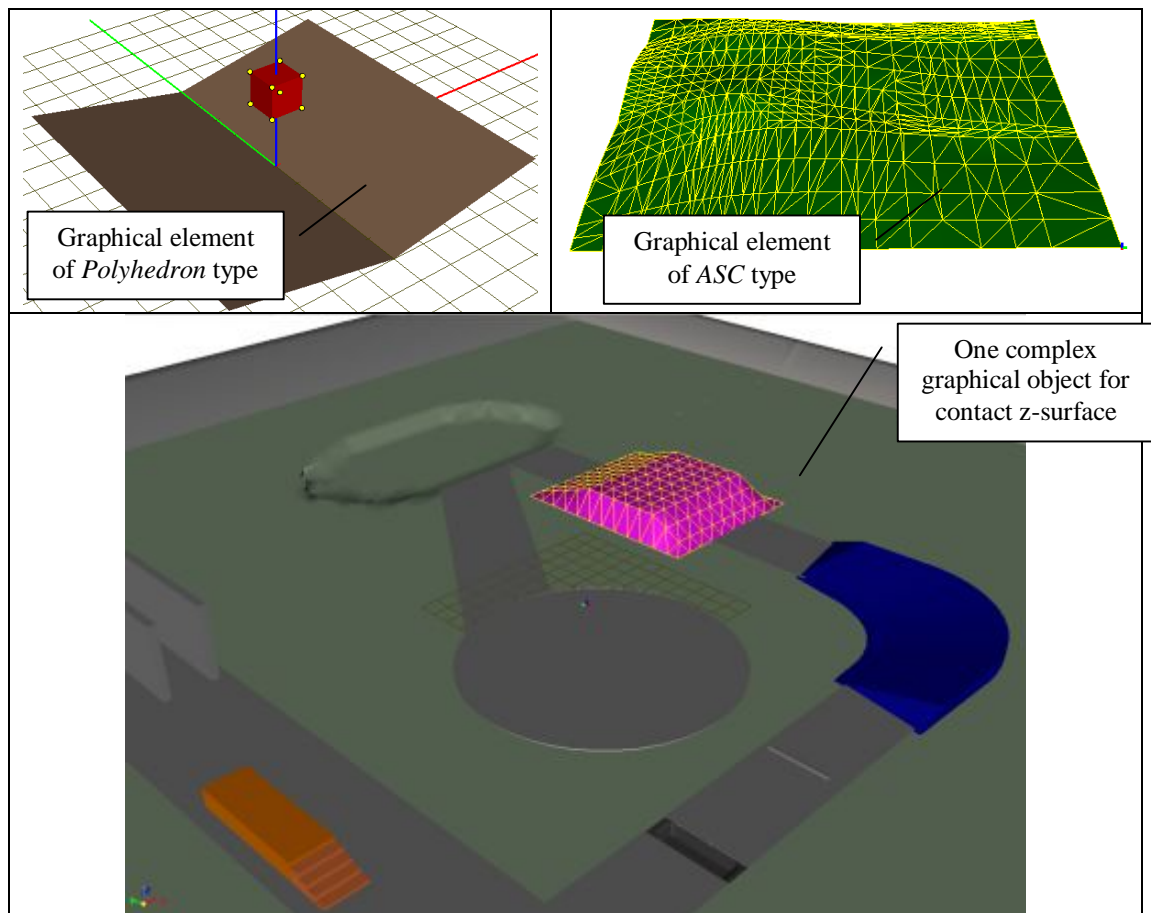 Graphical element
of Polyhedron type
Graphical element
of ASC type
One complex
graphical object for
contact z-surface